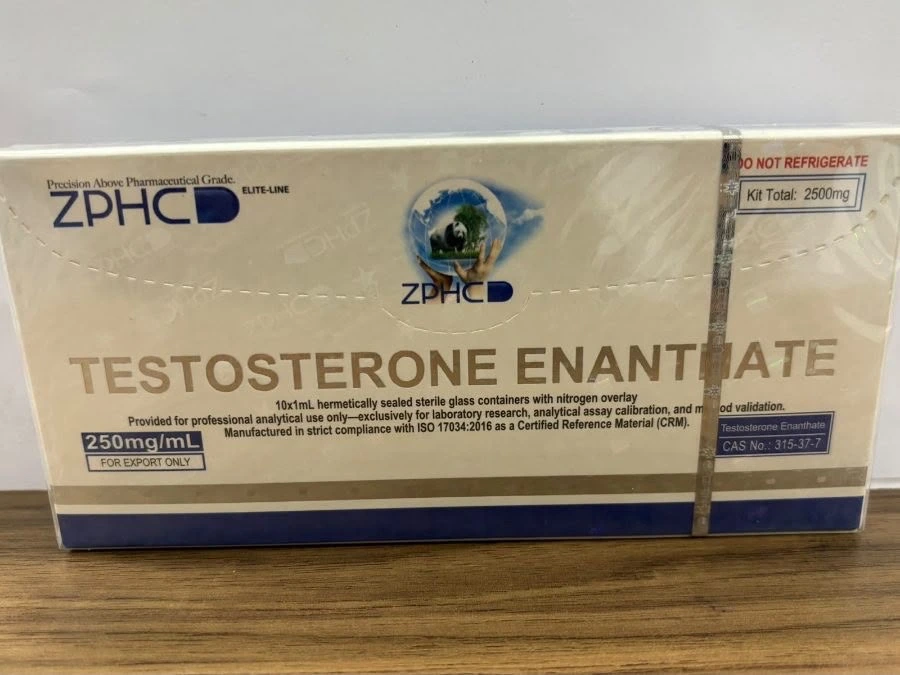 Precision Above Pharmaceutical Grade.
ZPHC
ELITE-LINE
DO NOT REFRIGERATE
Kit Total: 2500mg
ZPHC
TESTOSTERONE ENANTHATE
10x1mL hermetically sealed sterile glass containers with nitrogen overlay
Provided for professional analytical use only—exclusively for laboratory research, analytical assay calibration, and method validation.
Manufactured in strict compliance with ISO 17034:2016 as a Certified Reference Material (CRM).
250mg/mL
FOR EXPORT ONLY
Testosterone Enanthate
CAS No.: 315-37-7